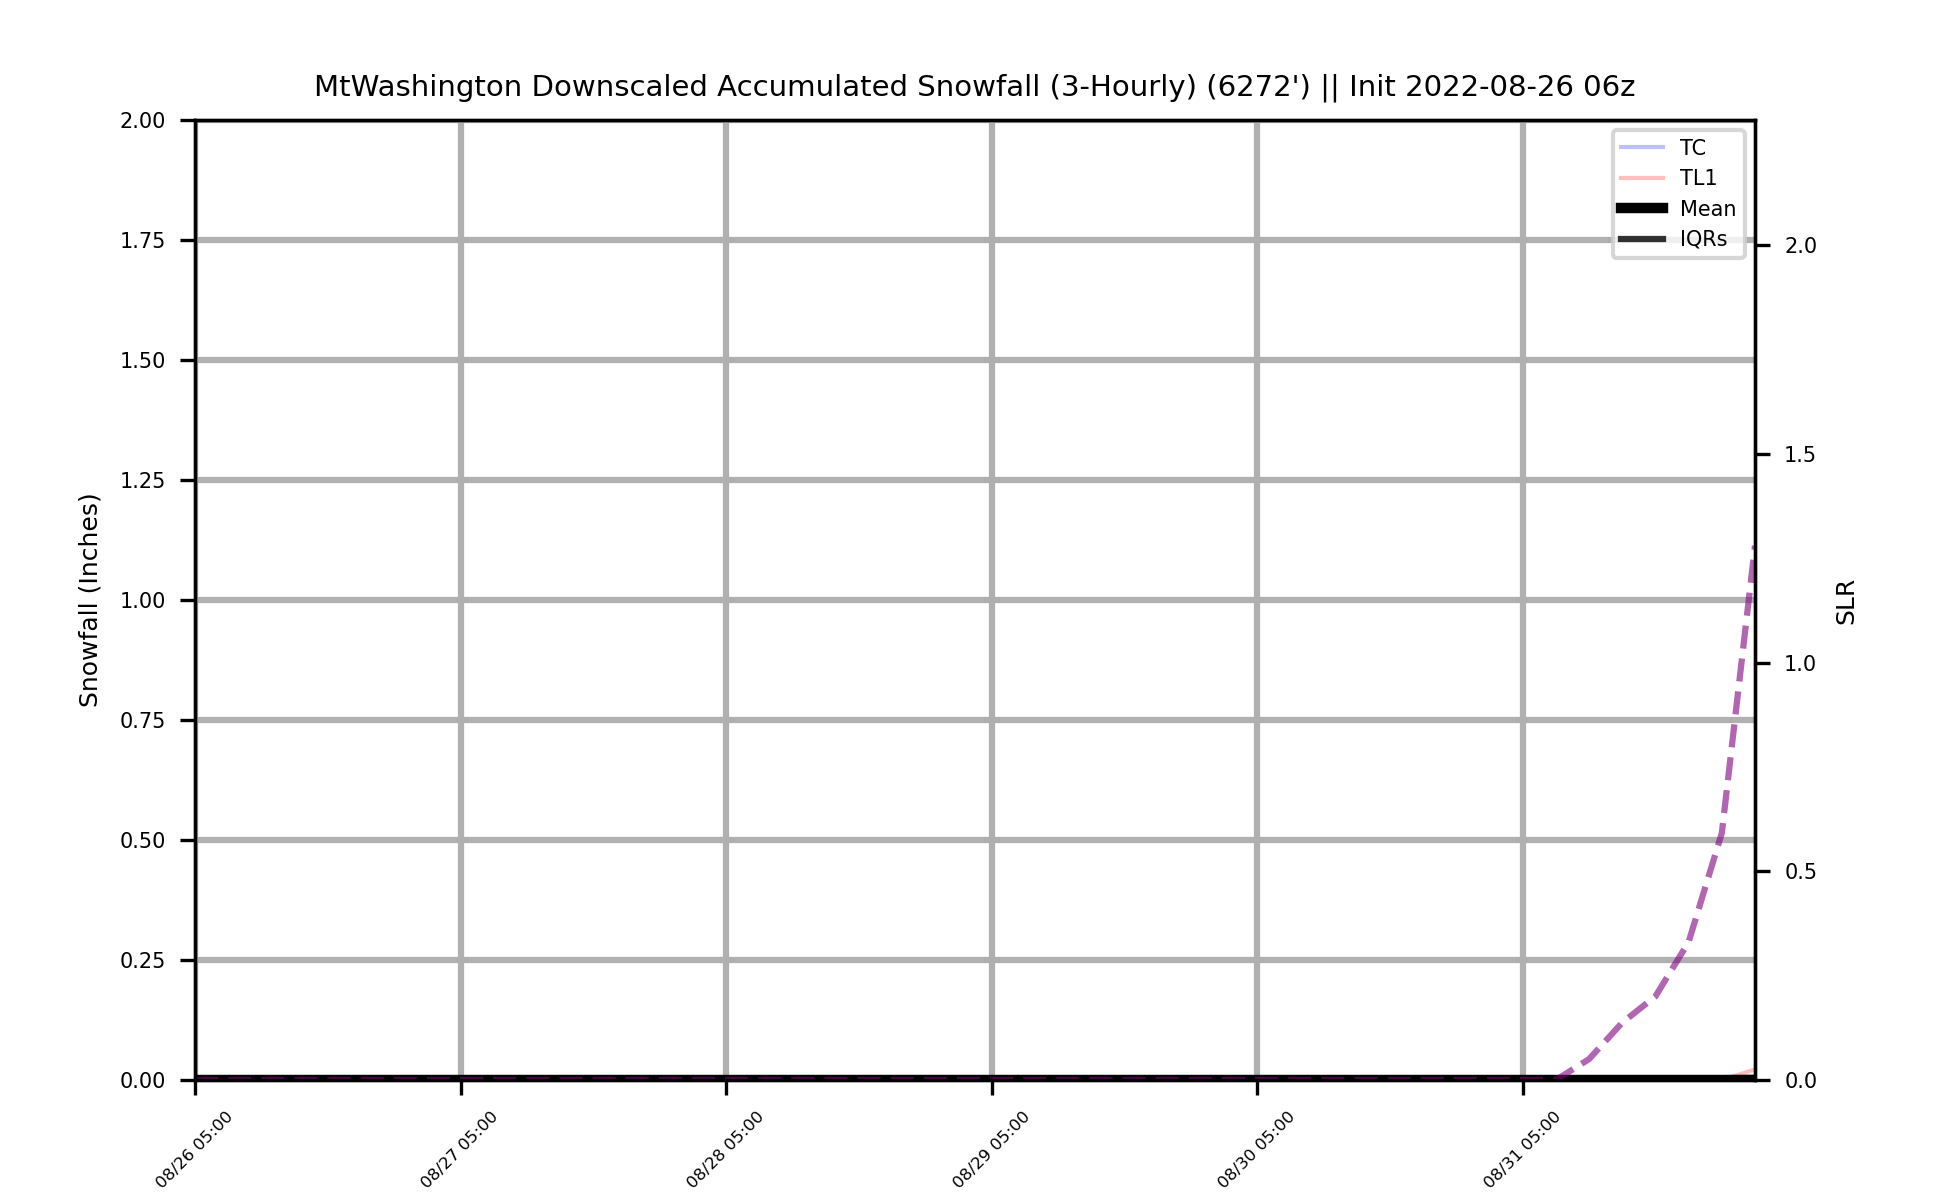 MtWashington Downscaled Accumulated Snowfall (3-Hourly) (6272') || Init 2022-08-26 06z
2.00
1.75
1.50
1.25
1.00
0.75
0.50
0.25
0.00
Snowfall (Inches)
TC
TL1
Mean
IQRs
2.0
1.5
1.0
0.5
0.0
SLR
08/26 05:00
08/27 05:00
08/28 05:00
08/29 05:00
08/30 05:00
08/31 05:00